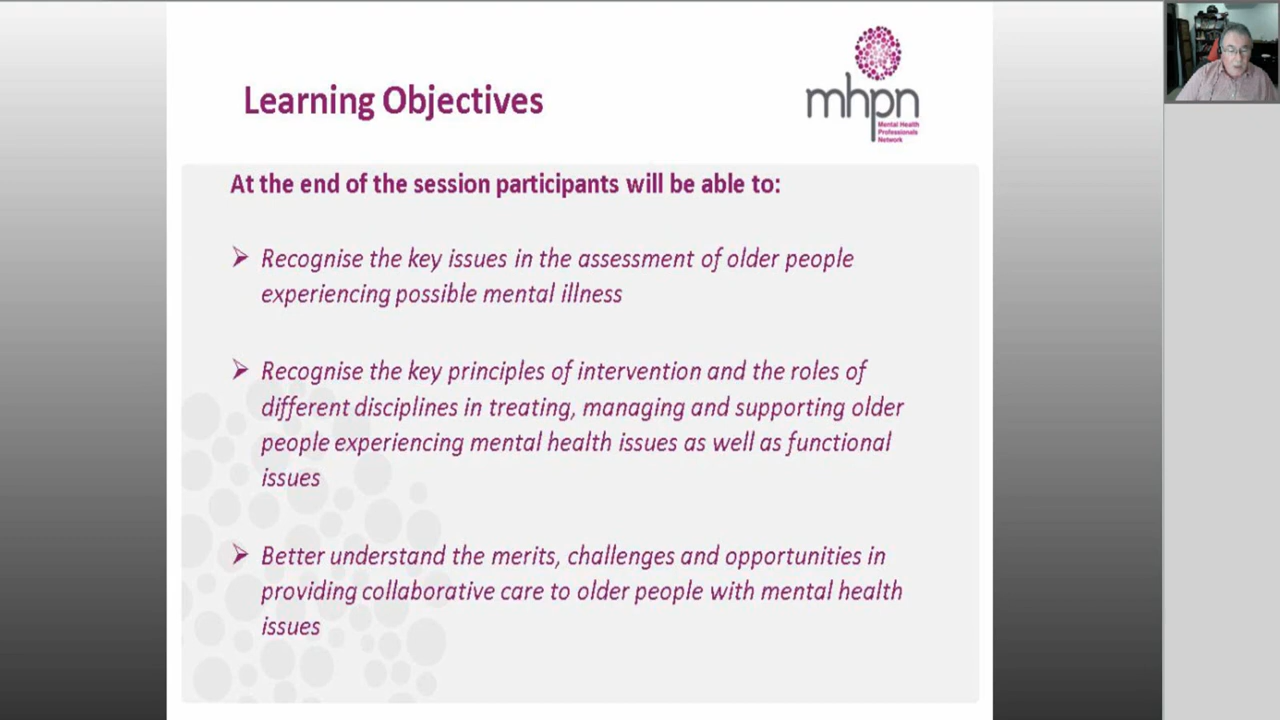 Learning Objectives
mhpn
Mental Health
Professionals
Network
At the end of the session participants will be able to:
Recognise the key issues in the assessment of older people
experiencing possible mental illness
Recognise the key principles of intervention and the roles of
different disciplines in treating, managing and supporting older
people experiencing mental health issues as well as functional
issues
Better understand the merits, challenges and opportunities in
providing collaborative care to older people with mental health
issues